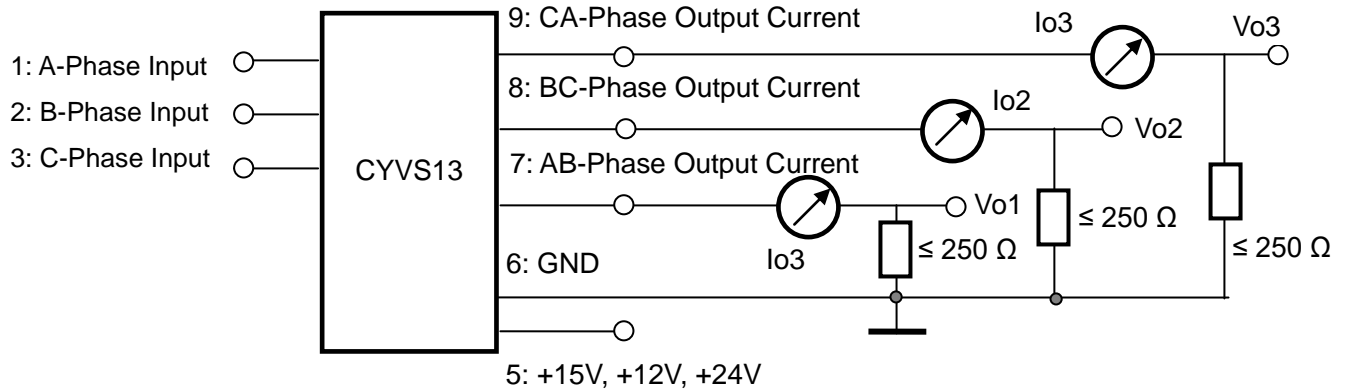 9: CA-Phase Output Current
Io3
Vo3
1: A-Phase Input
8: BC-Phase Output Current
Io2
2: B-Phase Input
Vo2
3: C-Phase Input
CYVS13
7: AB-Phase Output Current
Vo1
≤ 250 Ω
≤ 250 Ω
≤ 250 Ω
Io3
6: GND
5: +15V, +12V, +24V